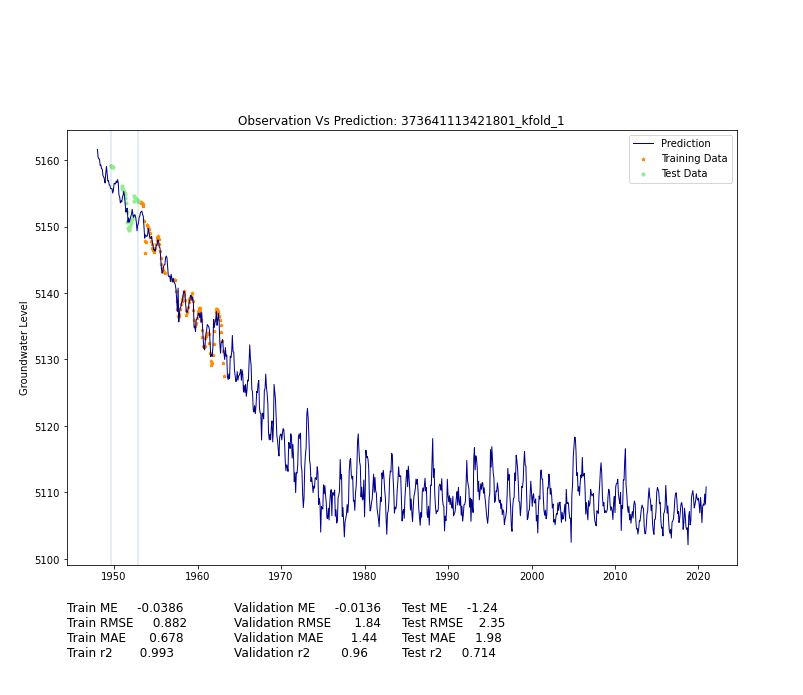 Observation Vs Prediction: 373641113421801_kfold_1
Prediction
Training Data
Test Data
Groundwater Level
5160
5150
5140
5130
5120
5110
5100
1950 1960 1970 1980 1990 2000 2010 2020
Train ME -0.0386 Validation ME -0.0136 Test ME -1.24
Train RMSE 0.882 Validation RMSE 1.84 Test RMSE 2.35
Train MAE 0.678 Validation MAE 1.44 Test MAE 1.98
Train r2 0.993 Validation r2 0.96 Test r2 0.714